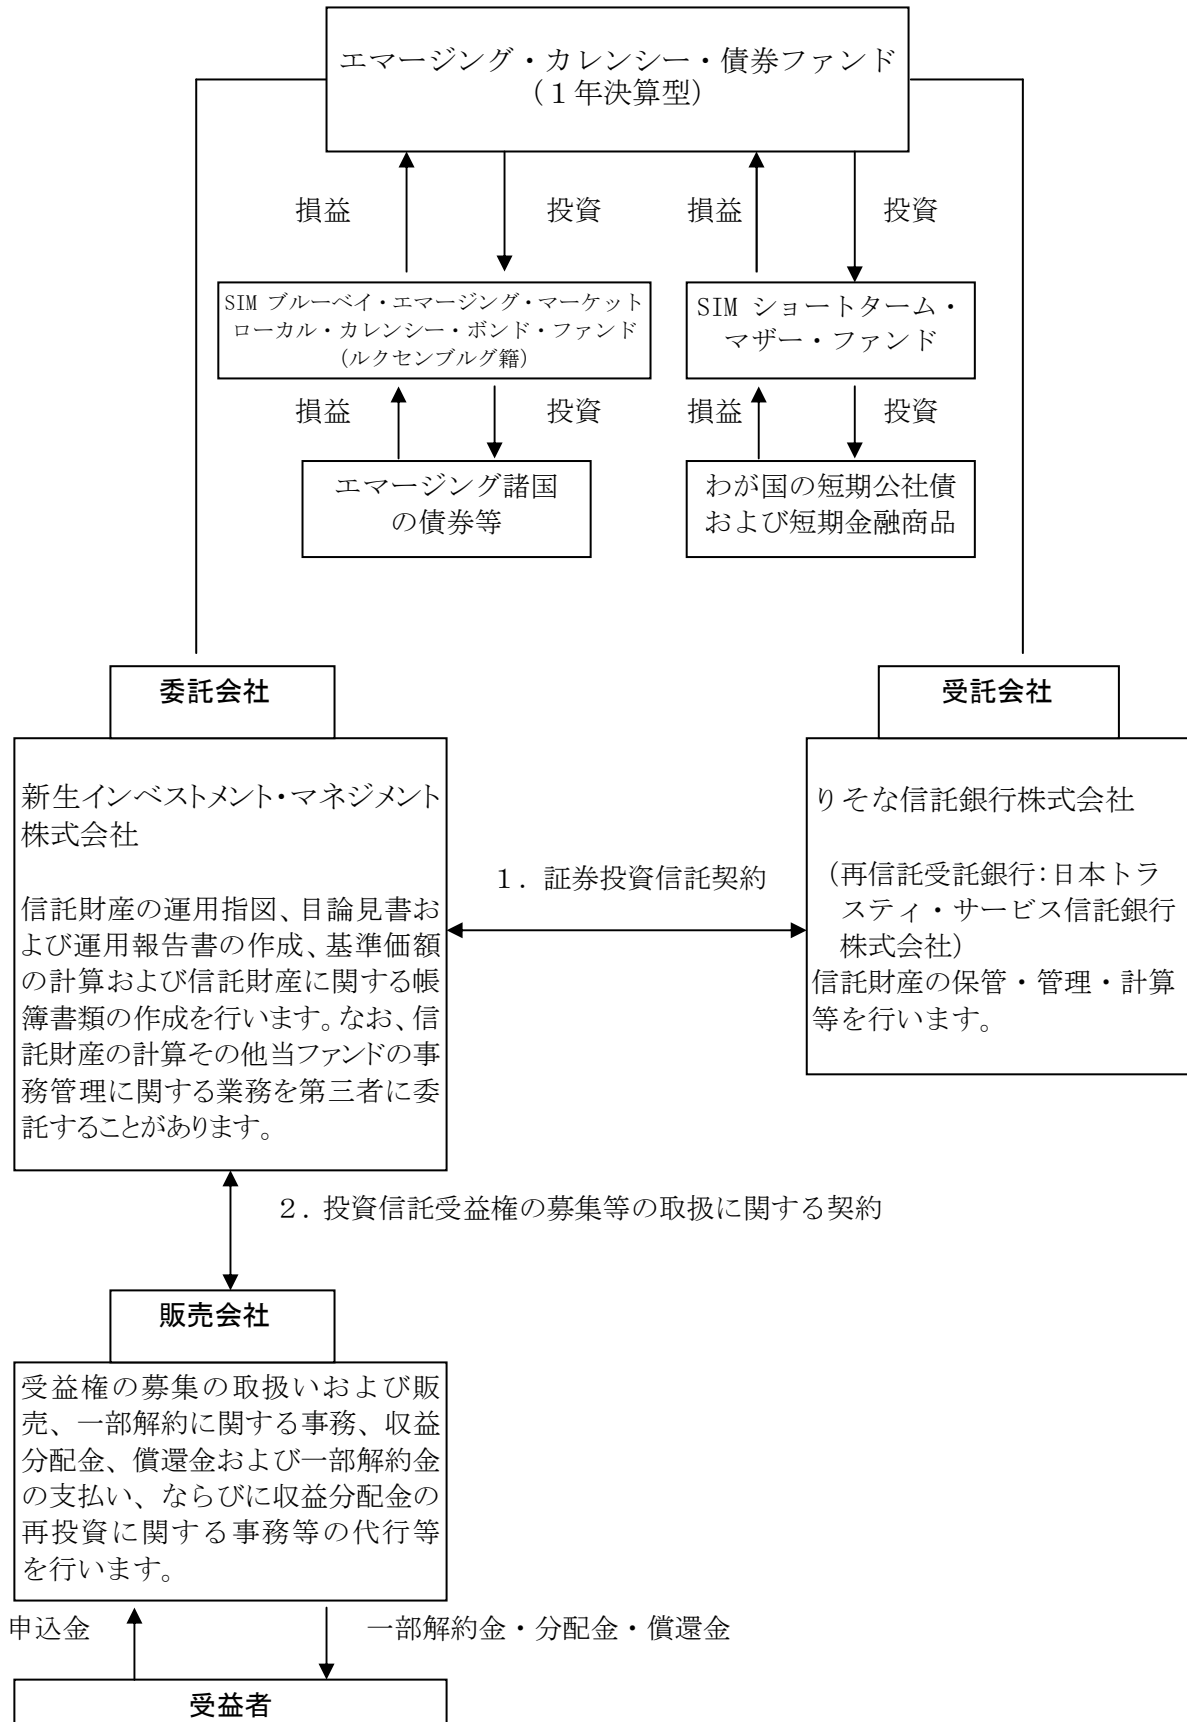 エマージング・カレンシー・債券ファンド
（１年決算型）
損益
投資
損益
投資
SIM ブルーベイ・エマージング・マーケット
ローカル・カレンシー・ボンド・ファンド
(ルクセンブルグ籍)
SIM ショートターム・
マザー・ファンド
損益
投資
損益
投資
エマージング諸国
の債券等
わが国の短期公社債
および短期金融商品
委託会社
受託会社
新生インベストメント・マネジメント
株式会社
信託財産の運用指図、目論見書お
よび運用報告書の作成、基準価額
の計算および信託財産に関する帳
簿書類の作成を行います。なお、信
託財産の計算その他当ファンドの事
務管理に関する業務を第三者に委
託することがあります。
１. 証券投資信託契約
りそな信託銀行株式会社
（再信託受託銀行:日本トラ
スティ・サービス信託銀行
株式会社）
信託財産の保管・管理・計算
等を行います。
２. 投資信託受益権の募集等の取扱に関する契約
販売会社
受益権の募集の取扱いおよび販
売、一部解約に関する事務、収益
分配金、償還金および一部解約金
の支払い、ならびに収益分配金の
再投資に関する事務等の代行等
を行います。
申込金
一部解約金・分配金・償還金
受益者